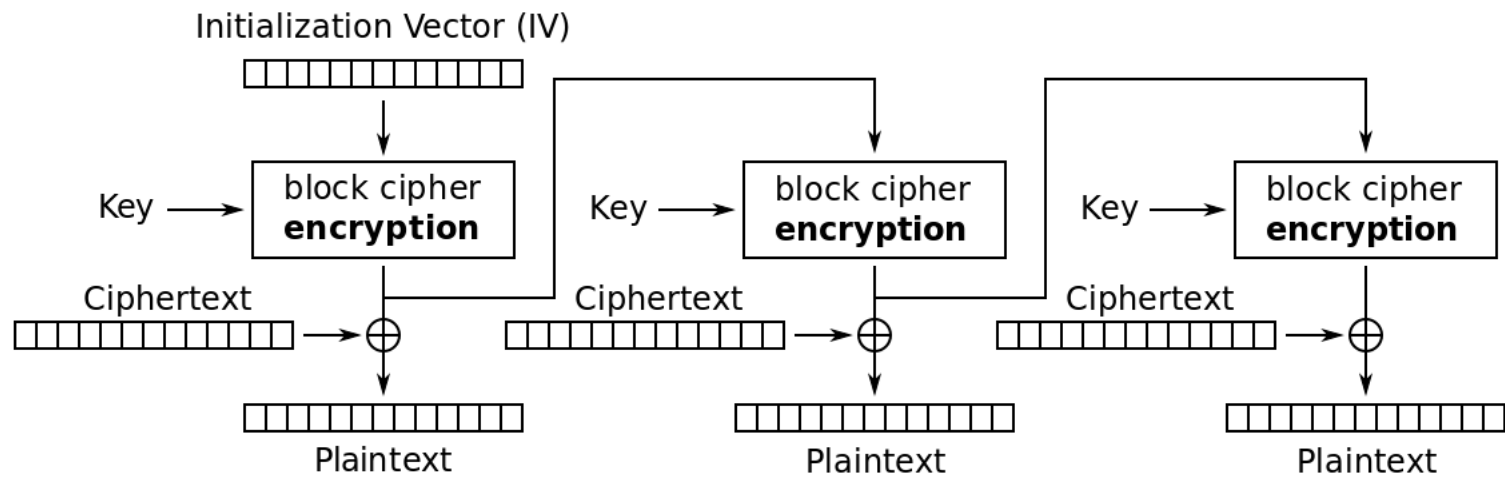 Initialization Vector (IV)
Key
block cipher
encryption
Key
block cipher
encryption
Key
block cipher
encryption
Ciphertext
Ciphertext
Ciphertext
Plaintext
Plaintext
Plaintext